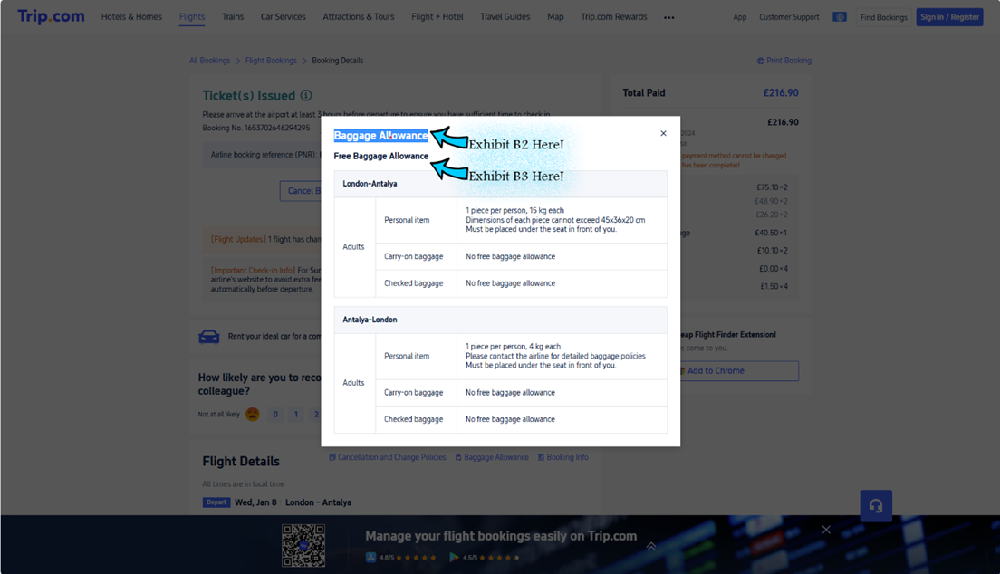 Trip.com
Hotels & Homes
Flights
Trains
Car Services
Attractions & Tours
Flight + Hotel
Travel Guides
Map
Trip.com Rewards
App
Customer Support
Find Bookings
Sign in / Register
All Bookings > Flight Bookings > Booking Details
Print Booking
Ticket(s) Issued
Please arrive at the airport at least 3 hours before departure to ensure you have sufficient time to check in
Booking No. 1653702646294295
Airline booking reference (PNR):
Cancel B
[Flight Updates] 1 flight has chan
[Important Check-in Info] For Sun
airline's website to avoid extra fee
automatically before departure.
Rent your ideal car for a com
How likely are you to reco
colleague?
Not at all likely
0 1 2
Flight Details
All times are in local time
Depart Wed, Jan 8 London - Antalya
Cancellation and Change Policies
Baggage Allowance
Booking Info
Total Paid £216.90
£216.90
2024
payment method cannot be changed
has been completed
£75.10×2
£48.90×2
£26.20×2
£40.50×1
£10.10×2
£0.00×4
£1.50×4
eap Flight Finder Extension!
s come to you.
Add to Chrome
Baggage Allowance
Exhibit B2 Here!
Free Baggage Allowance
Exhibit B3 Here!
London-Antalya
Adults
Personal item
1 piece per person, 15 kg each
Dimensions of each piece cannot exceed 45x36x20 cm
Must be placed under the seat in front of you.
Carry-on baggage
No free baggage allowance
Checked baggage
No free baggage allowance
Antalya-London
Adults
Personal item
1 piece per person, 4 kg each
Please contact the airline for detailed baggage policies
Must be placed under the seat in front of you.
Carry-on baggage
No free baggage allowance
Checked baggage
No free baggage allowance
Manage your flight bookings easily on Trip.com
4.8/5
4.5/5